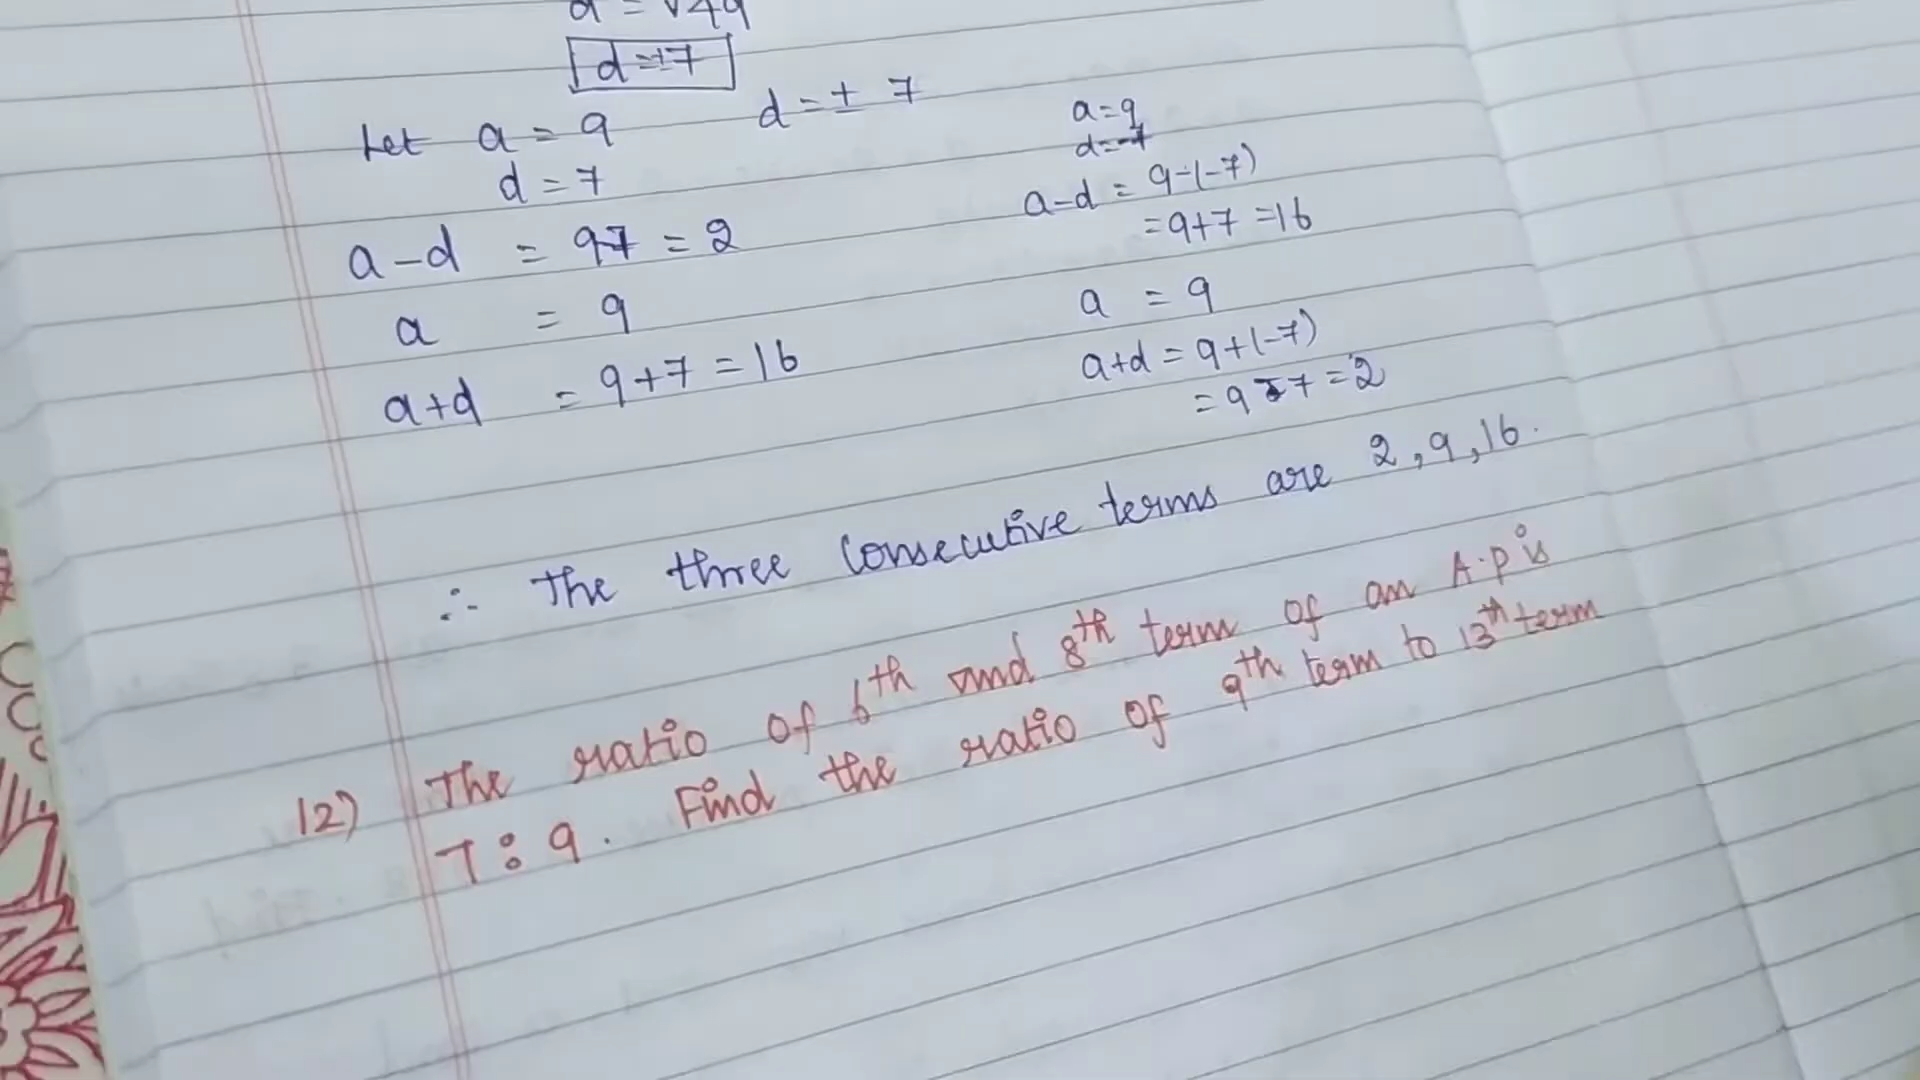 d = √49
d = ±7
Let a = 9 d = ± 7
d = 7
a - d = 9-7 = 2
a = 9
a+d = 9+7 = 16
a = 9
d = -7
a-d = 9-(-7)
= 9+7 = 16
a = 9
a+d = 9+(-7)
= 9-7 = 2
∴ The three consecutive terms are 2, 9, 16.
12) The ratio of 6th and 8th term of an A.P is
7:9. Find the ratio of 9th term to 13th term